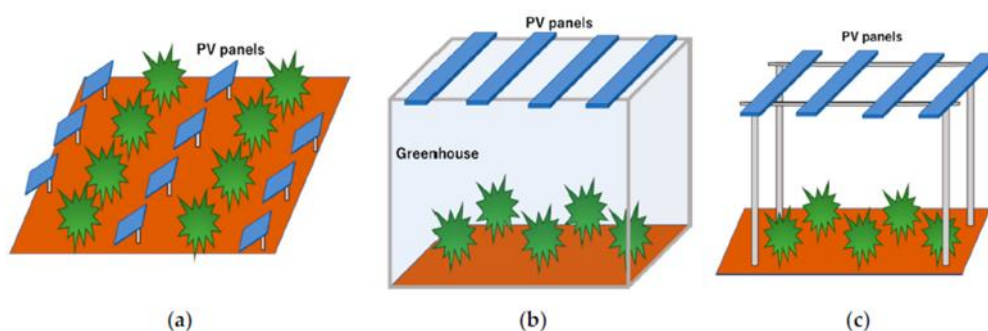 PV panels
PV panels
PV panels
Greenhouse
(a)
(b)
(c)